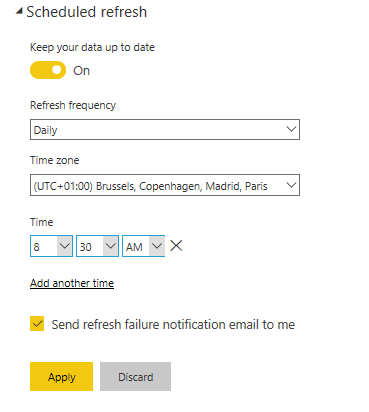 Scheduled refresh
Keep your data up to date
On
Refresh frequency
Daily
Time zone
(UTC+01:00) Brussels, Copenhagen, Madrid, Paris
Time
8 30 AM
Add another time
Send refresh failure notification email to me
Apply Discard